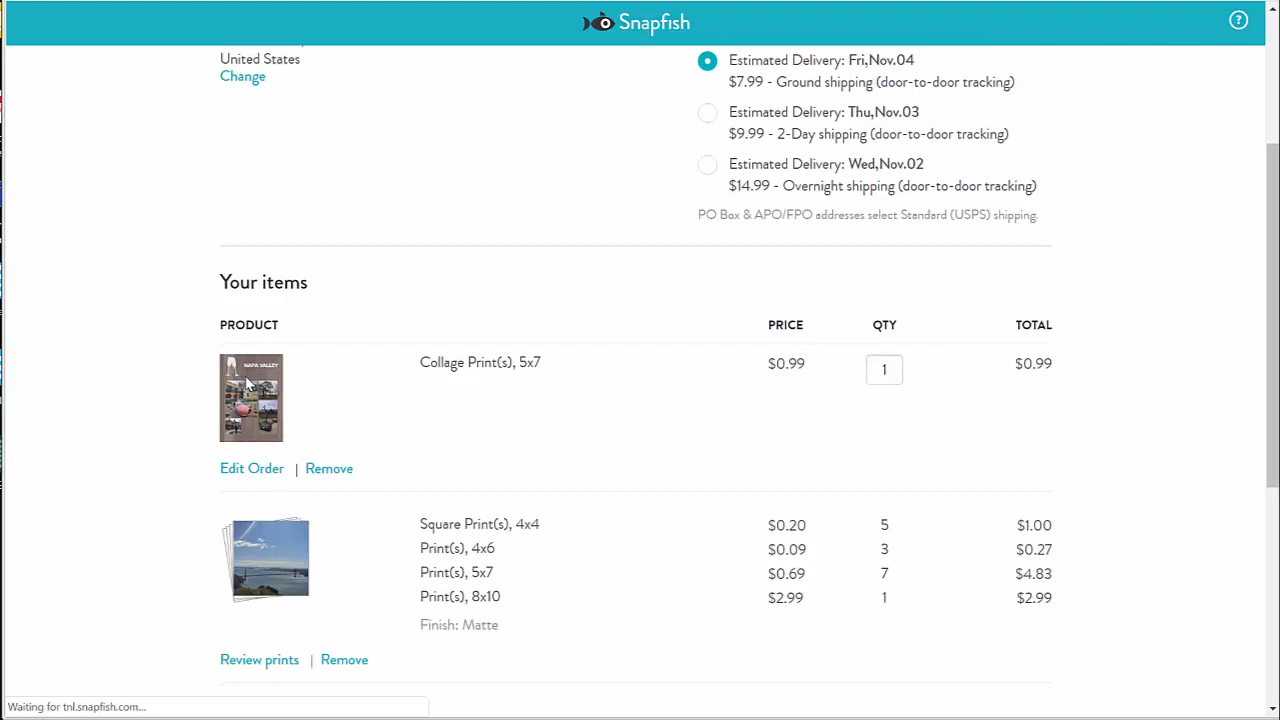 Snapfish
?
United States
Change
Estimated Delivery: Fri,Nov.04
$7.99 - Ground shipping (door-to-door tracking)
Estimated Delivery: Thu,Nov.03
$9.99 - 2-Day shipping (door-to-door tracking)
Estimated Delivery: Wed,Nov.02
$14.99 - Overnight shipping (door-to-door tracking)
PO Box & APO/FPO addresses select Standard (USPS) shipping.
Your items
PRODUCT PRICE QTY TOTAL
NAPA VALLEY
Collage Print(s), 5x7 $0.99 1 $0.99
Edit Order | Remove
Square Print(s), 4x4 $0.20 5 $1.00
Print(s), 4x6 $0.09 3 $0.27
Print(s), 5x7 $0.69 7 $4.83
Print(s), 8x10 $2.99 1 $2.99
Finish: Matte
Review prints | Remove
Waiting for tnl.snapfish.com...